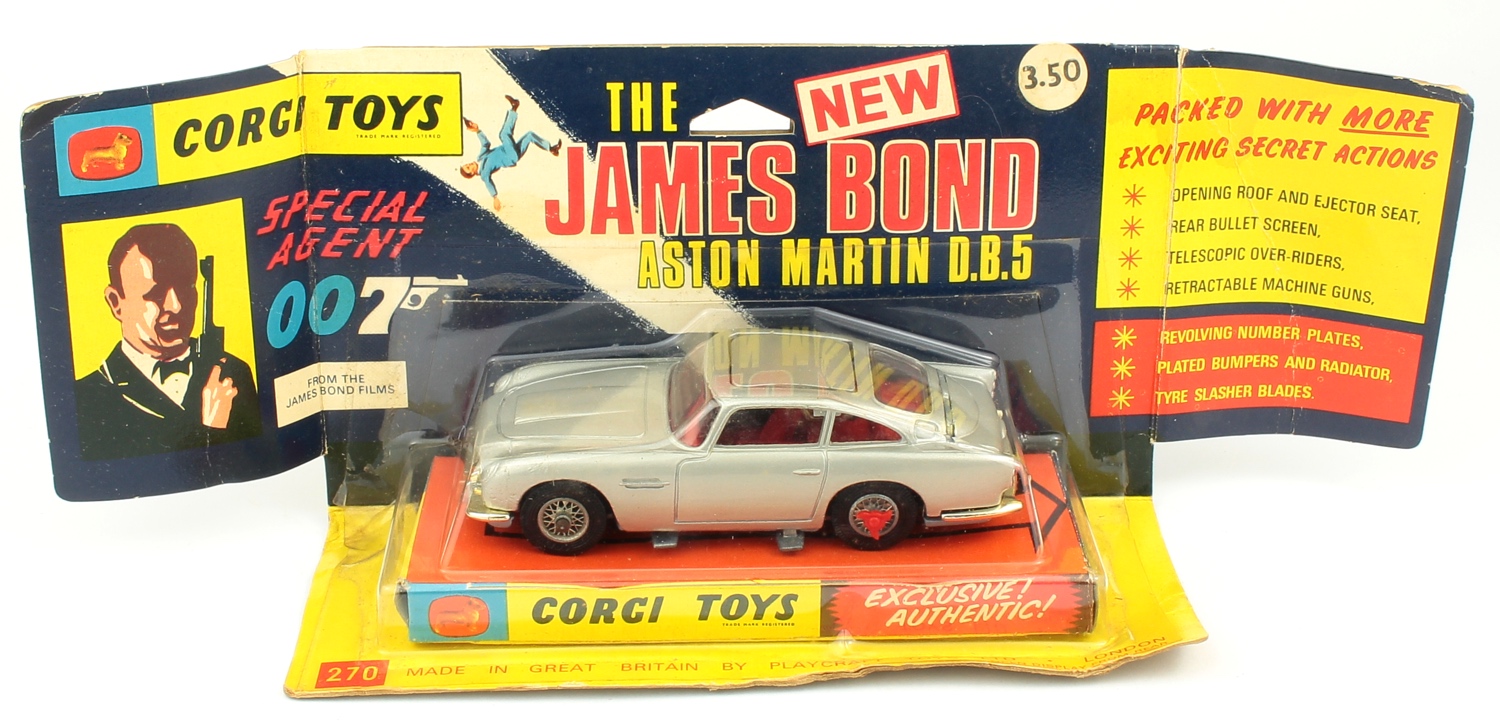 CORGI TOYS
TRADE MARK REGISTERED
SPECIAL
AGENT
007
FROM THE
JAMES BOND FILMS
THE
NEW
JAMES BOND
ASTON MARTIN D.B.5
3.50
PACKED WITH MORE
EXCITING SECRET ACTIONS
OPENING ROOF AND EJECTOR SEAT,
REAR BULLET SCREEN,
TELESCOPIC OVER-RIDERS,
RETRACTABLE MACHINE GUNS,
REVOLVING NUMBER PLATES,
PLATED BUMPERS AND RADIATOR,
TYRE SLASHER BLADES.
CORGI TOYS
TRADE MARK REGISTERED
EXCLUSIVE!
AUTHENTIC!
270 MADE IN GREAT BRITAIN BY LONDON